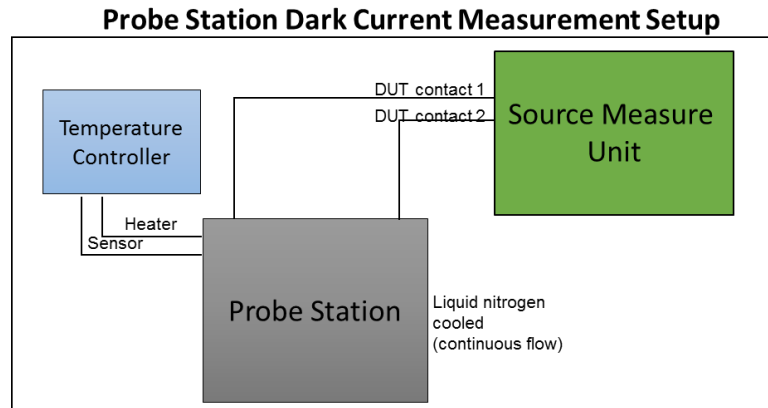 Probe Station Dark Current Measurement Setup
DUT contact 1
DUT contact 2
Source Measure
Unit
Temperature
Controller
Heater
Sensor
Probe Station
Liquid nitrogen
cooled
(continuous flow)